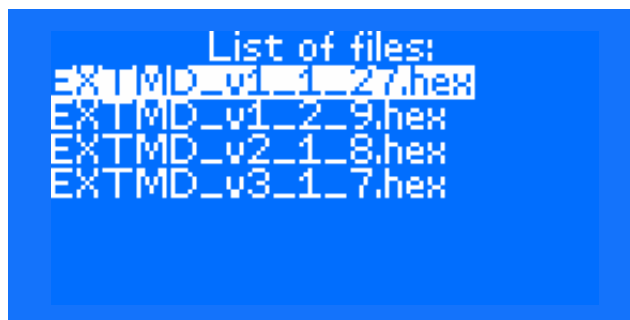 List of files:
EXTMD_v1_1_27.hex
EXTMD_v1_2_9.hex
EXTMD_v2_1_8.hex
EXTMD_v3_1_7.hex